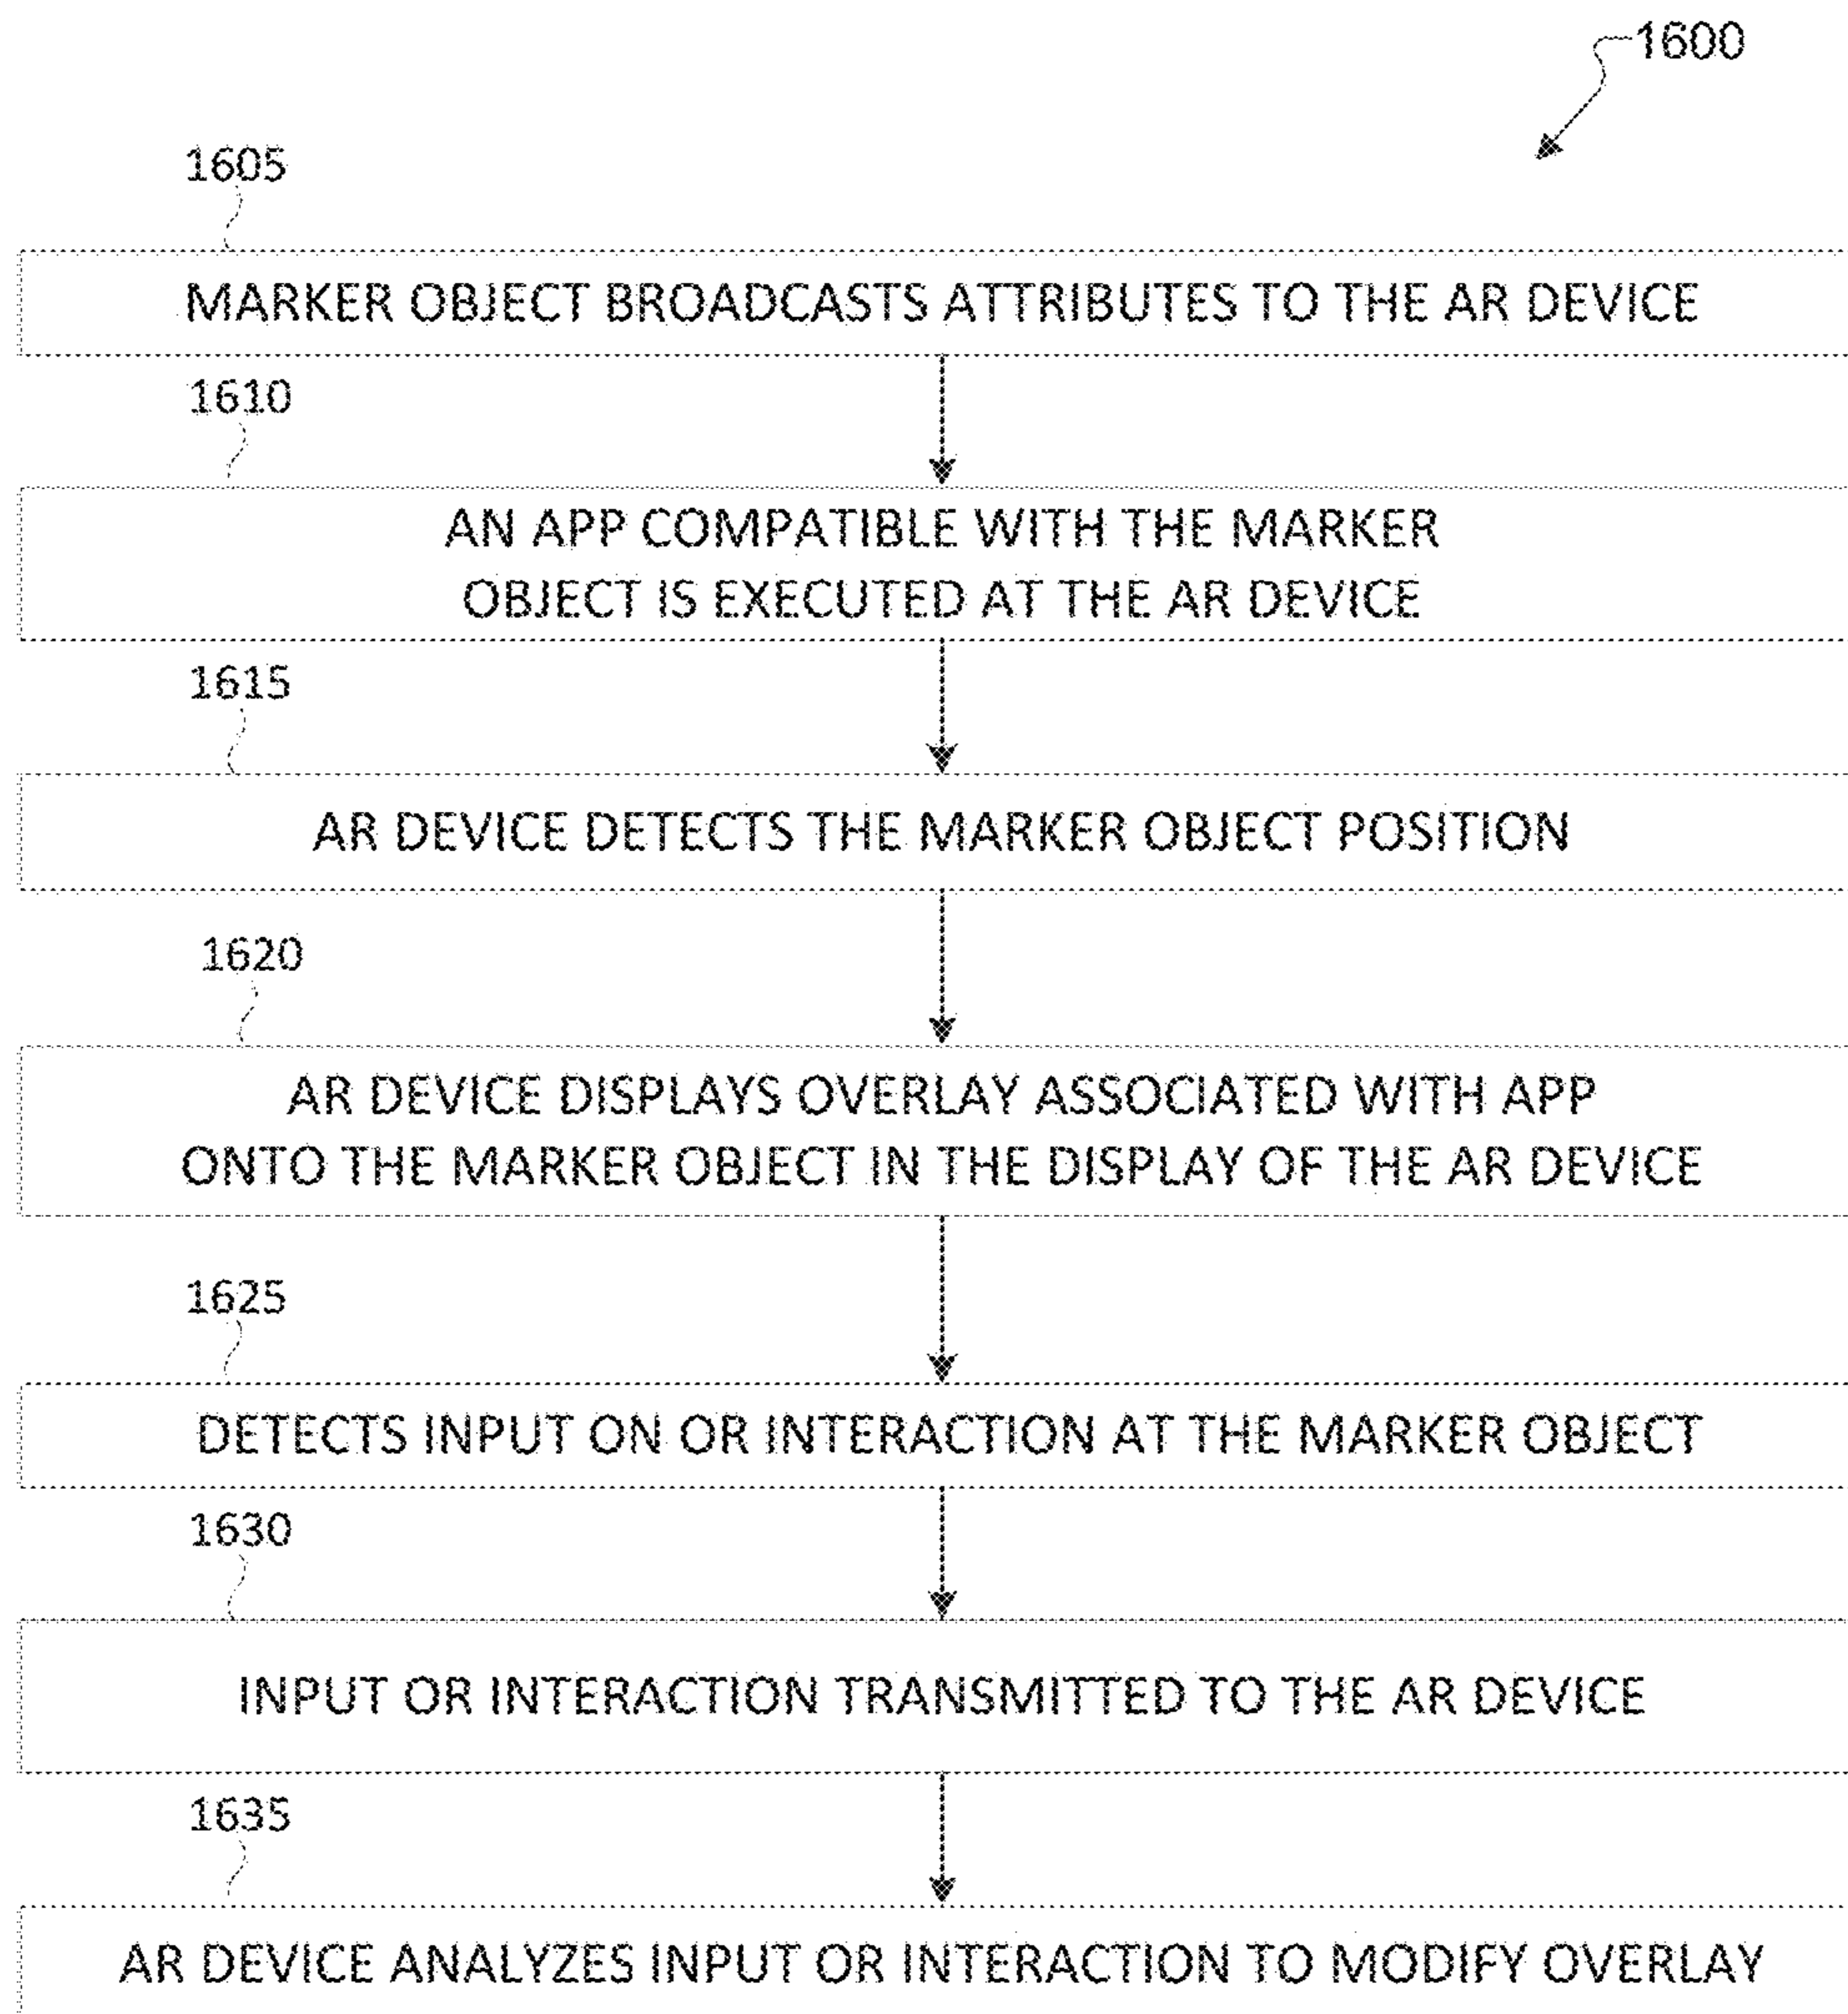 1600
1605
MARKER OBJECT BROADCASTS ATTRIBUTES TO THE AR DEVICE
1610
AN APP COMPATIBLE WITH THE MARKER
OBJECT IS EXECUTED AT THE AR DEVICE
1615
AR DEVICE DETECTS THE MARKER OBJECT POSITION
1620
AR DEVICE DISPLAYS OVERLAY ASSOCIATED WITH APP
ONTO THE MARKER OBJECT IN THE DISPLAY OF THE AR DEVICE
1625
DETECTS INPUT ON OR INTERACTION AT THE MARKER OBJECT
1630
INPUT OR INTERACTION TRANSMITTED TO THE AR DEVICE
1635
AR DEVICE ANALYZES INPUT OR INTERACTION TO MODIFY OVERLAY